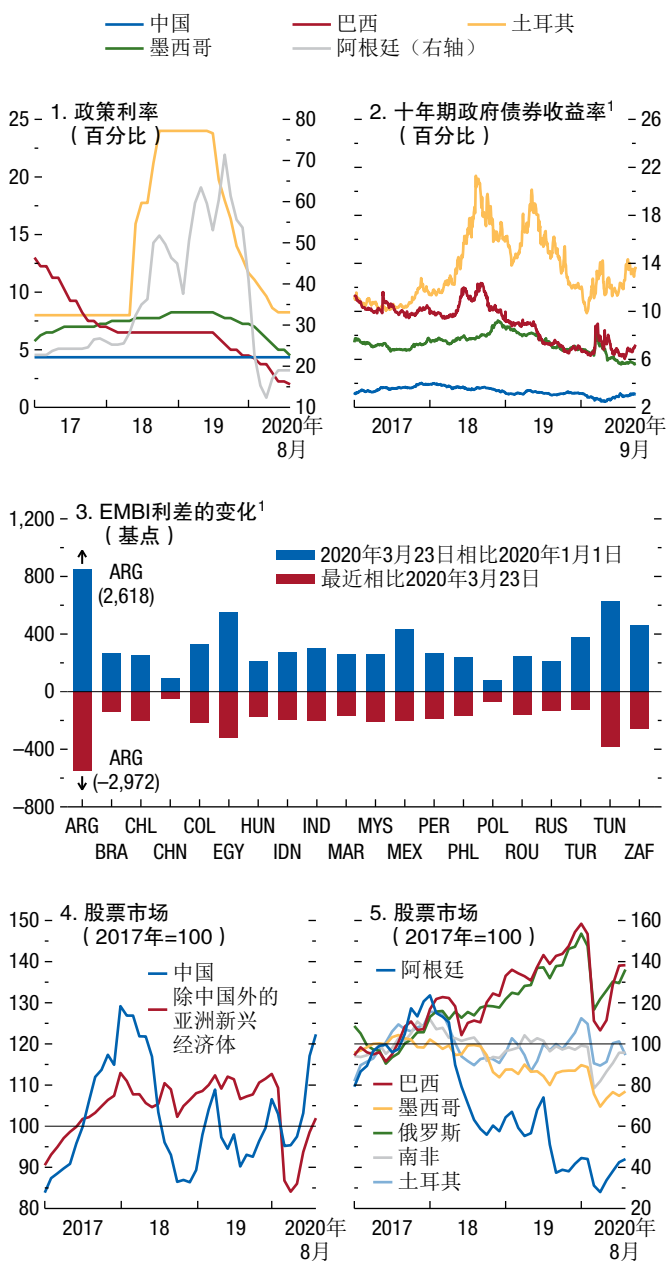 中国
巴西
土耳其
墨西哥
阿根廷（右轴）
1. 政策利率
（百分比）
25
20
15
10
5
0
80
70
60
50
40
30
20
10
17
18
19
2020年
8月
2. 十年期政府债券收益率1
（百分比）
26
22
18
14
10
6
2
2017
18
19
2020年
9月
3. EMBI利差的变化1
（基点）
1,200
800
400
0
–400
–800
2020年3月23日相比2020年1月1日
最近相比2020年3月23日
ARG
(2,618)
ARG
(–2,972)
ARG CHL COL HUN IND MYS PER POL RUS TUN
BRA CHN EGY IDN MAR MEX PHL ROU TUR ZAF
4. 股票市场
（2017年=100）
150
140
130
120
110
100
90
80
中国
除中国外的
亚洲新兴
经济体
2017
18
19
2020年
8月
5. 股票市场
（2017年=100）
160
140
120
100
80
60
40
20
阿根廷
巴西
墨西哥
俄罗斯
南非
土耳其
2017
18
19
2020年
8月